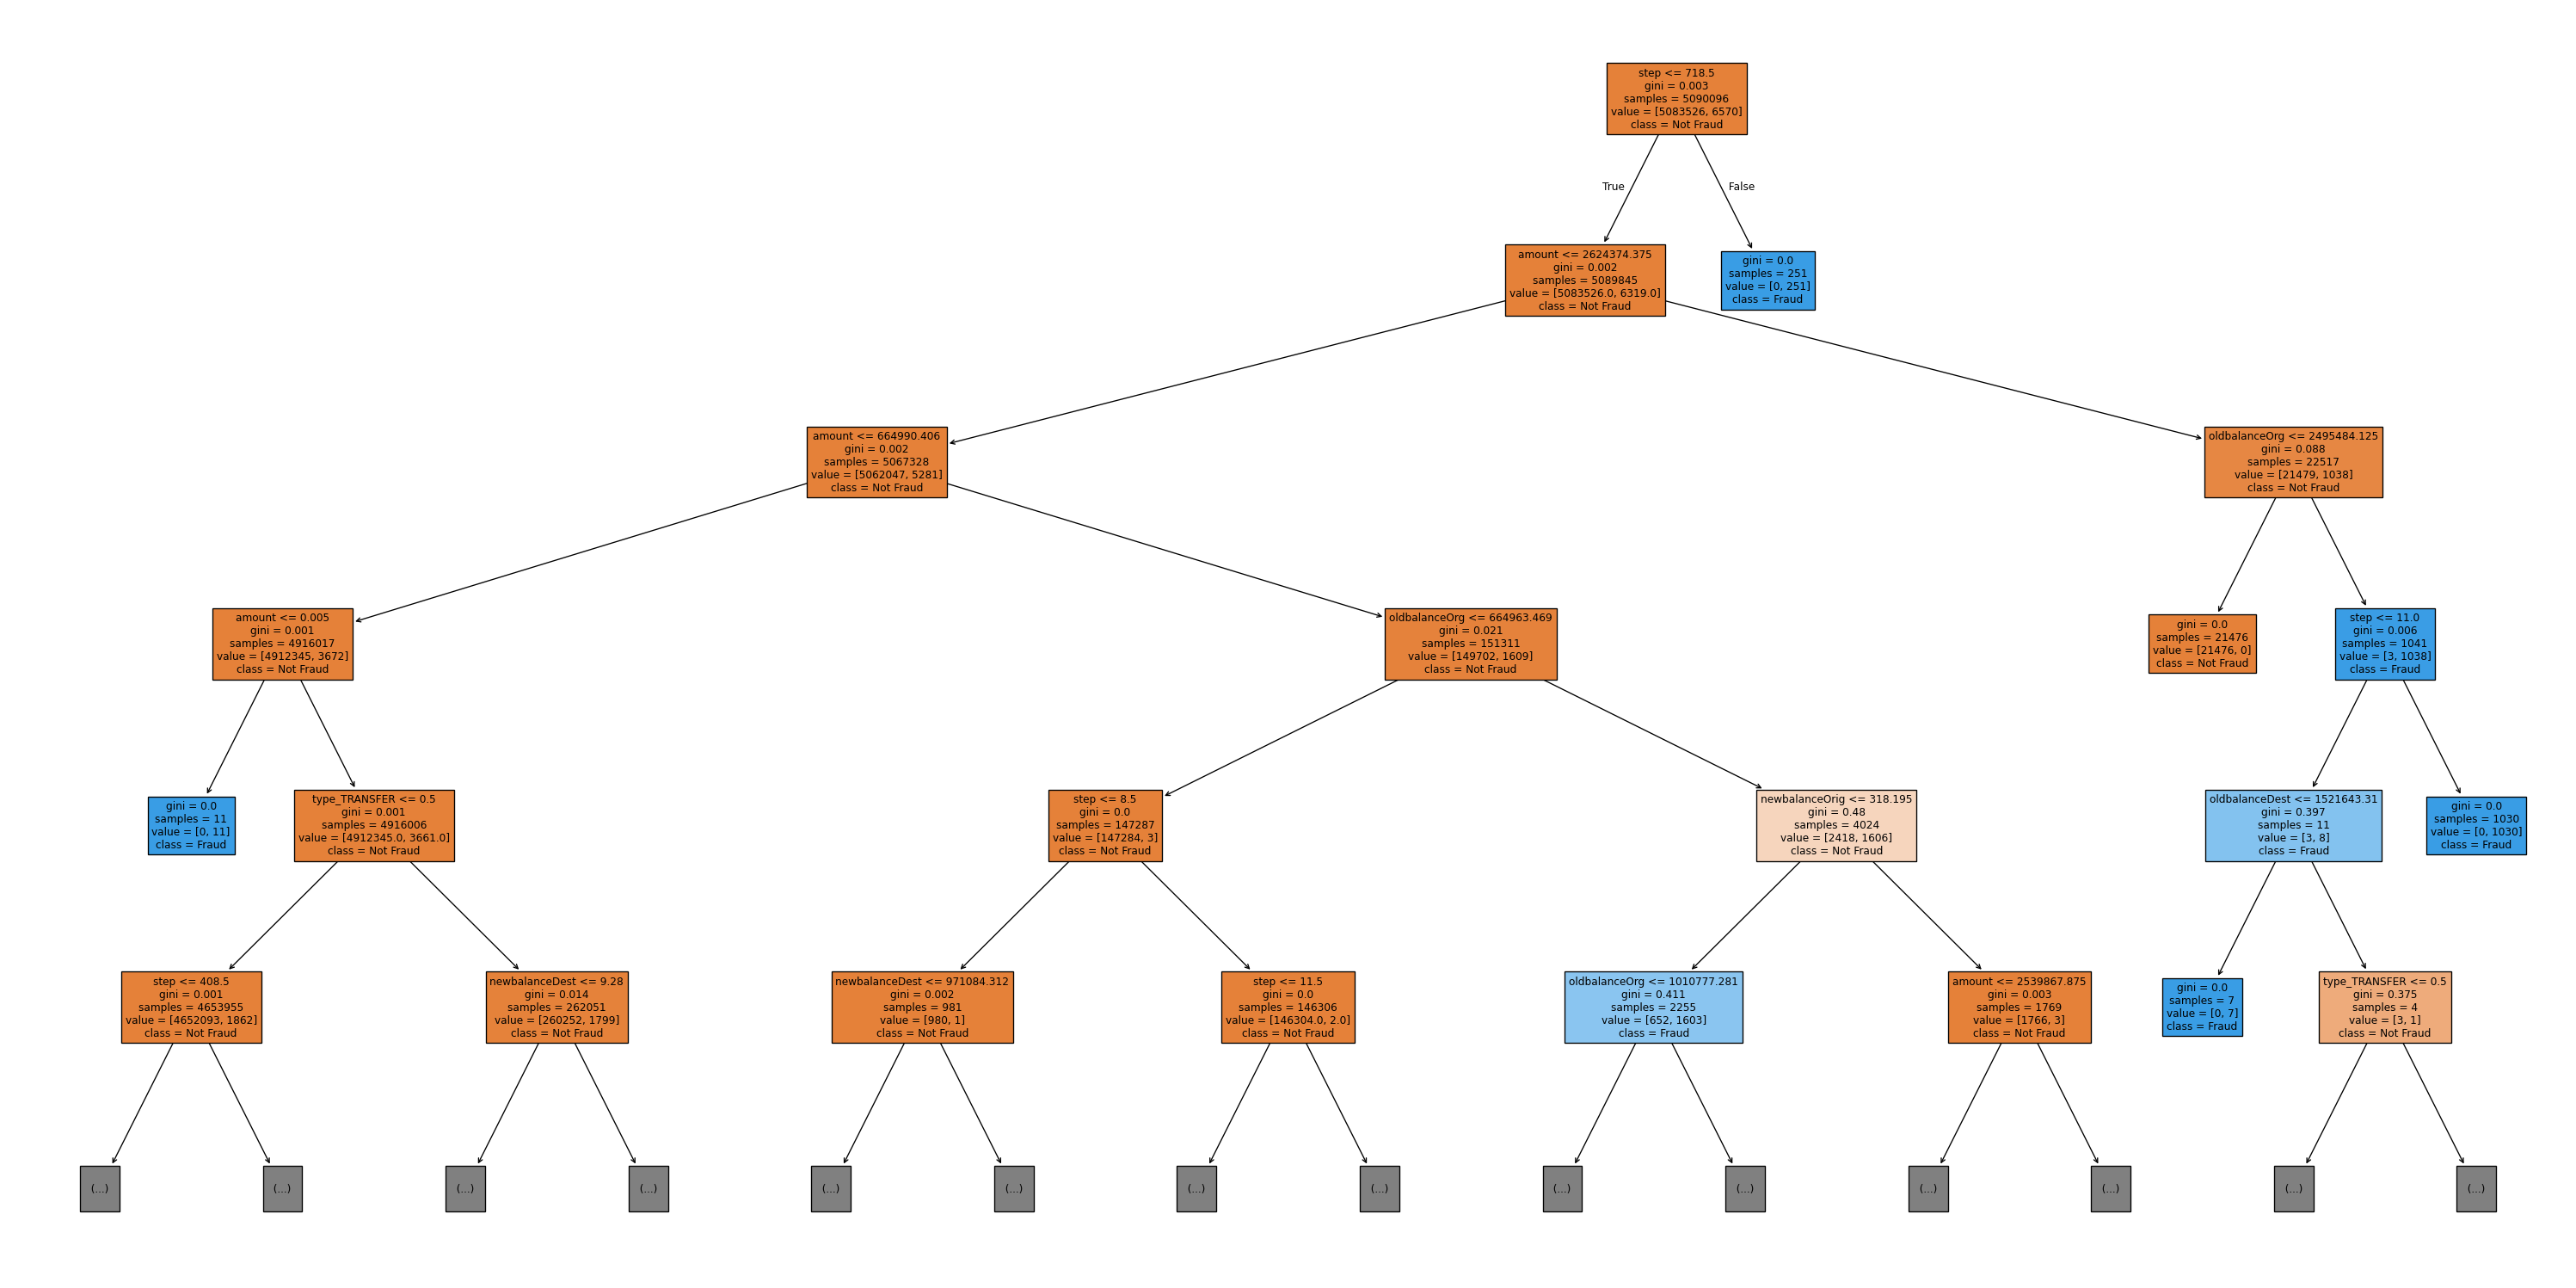 step <= 718.5
gini = 0.003
samples = 5090096
value = [5083526, 6570]
class = Not Fraud
True
False
amount <= 2624374.375
gini = 0.002
samples = 5089845
value = [5083526.0, 6319.0]
class = Not Fraud
gini = 0.0
samples = 251
value = [0, 251]
class = Fraud
amount <= 664990.406
gini = 0.002
samples = 5067328
value = [5062047, 5281]
class = Not Fraud
oldbalanceOrg <= 2495484.125
gini = 0.088
samples = 22517
value = [21479, 1038]
class = Not Fraud
amount <= 0.005
gini = 0.001
samples = 4916017
value = [4912345, 3672]
class = Not Fraud
oldbalanceOrg <= 664963.469
gini = 0.021
samples = 151311
value = [149702, 1609]
class = Not Fraud
gini = 0.0
samples = 21476
value = [21476, 0]
class = Not Fraud
step <= 11.0
gini = 0.006
samples = 1041
value = [3, 1038]
class = Fraud
gini = 0.0
samples = 11
value = [0, 11]
class = Fraud
type_TRANSFER <= 0.5
gini = 0.001
samples = 4916006
value = [4912345.0, 3661.0]
class = Not Fraud
step <= 8.5
gini = 0.0
samples = 147287
value = [147284, 3]
class = Not Fraud
newbalanceOrig <= 318.195
gini = 0.48
samples = 4024
value = [2418, 1606]
class = Not Fraud
oldbalanceDest <= 1521643.31
gini = 0.397
samples = 11
value = [3, 8]
class = Fraud
gini = 0.0
samples = 1030
value = [0, 1030]
class = Fraud
step <= 408.5
gini = 0.001
samples = 4653955
value = [4652093, 1862]
class = Not Fraud
newbalanceDest <= 9.28
gini = 0.014
samples = 262051
value = [260252, 1799]
class = Not Fraud
newbalanceDest <= 971084.312
gini = 0.002
samples = 981
value = [980, 1]
class = Not Fraud
step <= 11.5
gini = 0.0
samples = 146306
value = [146304.0, 2.0]
class = Not Fraud
oldbalanceOrg <= 1010777.281
gini = 0.411
samples = 2255
value = [652, 1603]
class = Fraud
amount <= 2539867.875
gini = 0.003
samples = 1769
value = [1766, 3]
class = Not Fraud
gini = 0.0
samples = 7
value = [0, 7]
class = Fraud
type_TRANSFER <= 0.5
gini = 0.375
samples = 4
value = [3, 1]
class = Not Fraud
(...)
(...)
(...)
(...)
(...)
(...)
(...)
(...)
(...)
(...)
(...)
(...)
(...)
(...)